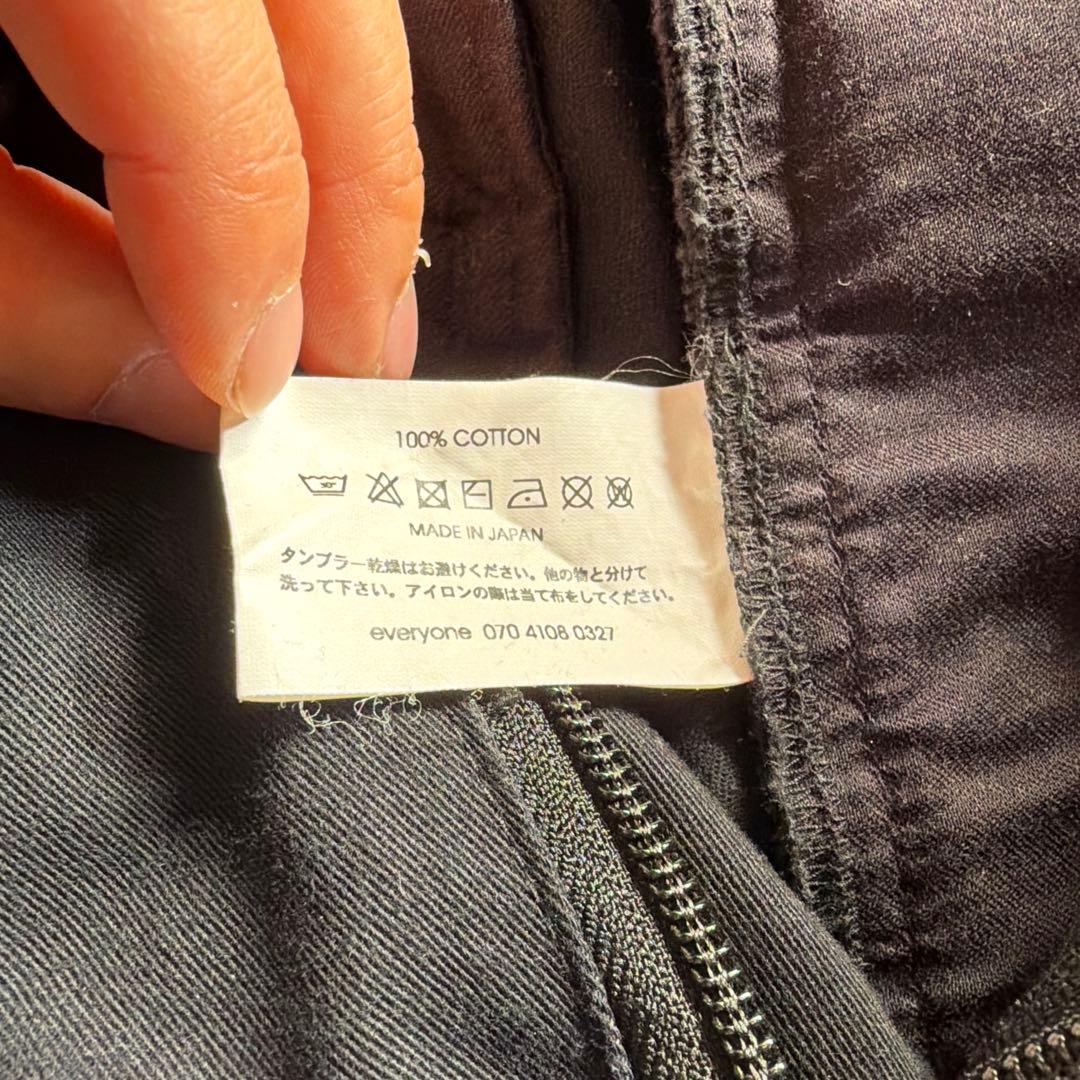 100% COTTON
30°
W
MADE IN JAPAN
タンブラー乾燥はお避けください。他の物と分けて
洗って下さい。アイロンの際は当て布をしてください。
everyone 070 4108 0327